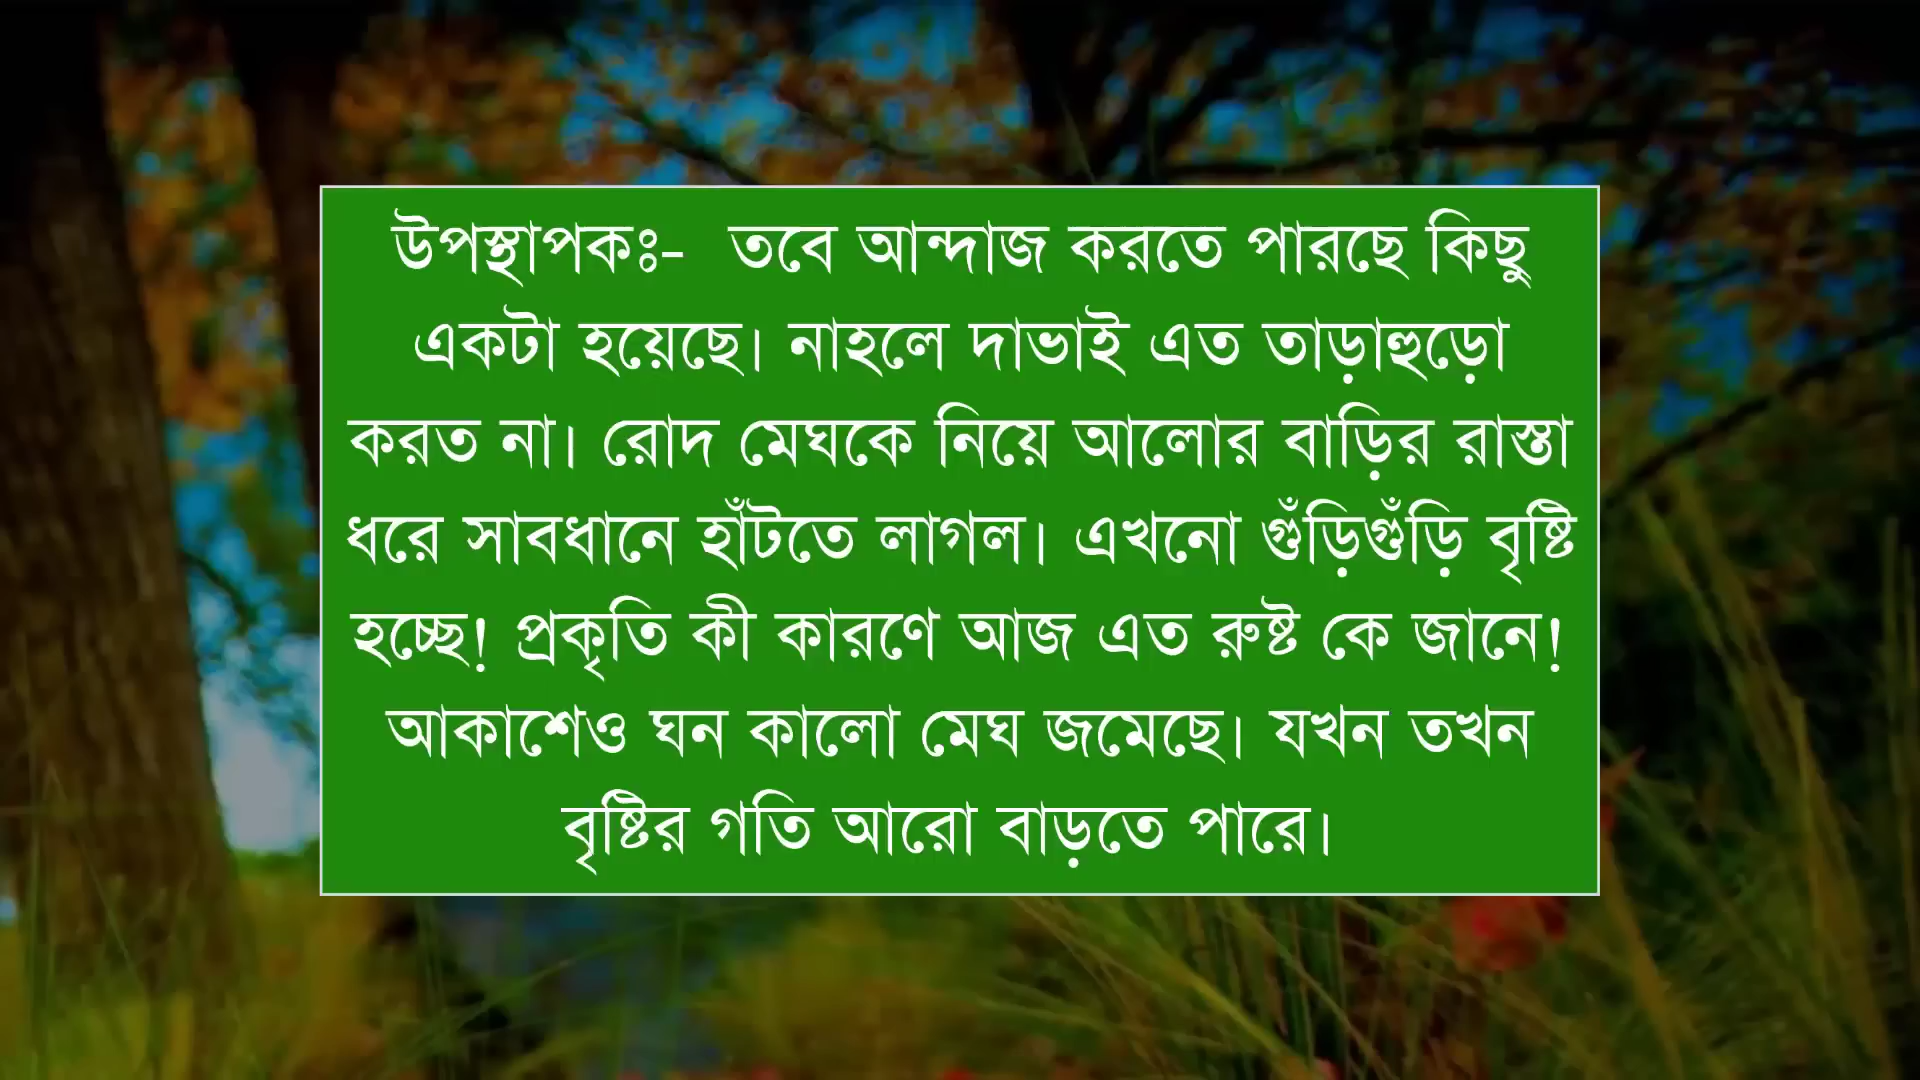 উপস্থাপকঃ- তবে আন্দাজ করতে পারছে কিছু
একটা হয়েছে। নাহলে দাভাই এত তাড়াহুড়ো
করত না। রোদ মেঘকে নিয়ে আলোর বাড়ির রাস্তা
ধরে সাবধানে হাঁটতে লাগল। এখনো গুঁড়িগুঁড়ি বৃষ্টি
হচ্ছে! প্রকৃতি কী কারণে আজ এত রুষ্ট কে জানে!
আকাশেও ঘন কালো মেঘ জমেছে। যখন তখন
বৃষ্টির গতি আরো বাড়তে পারে।